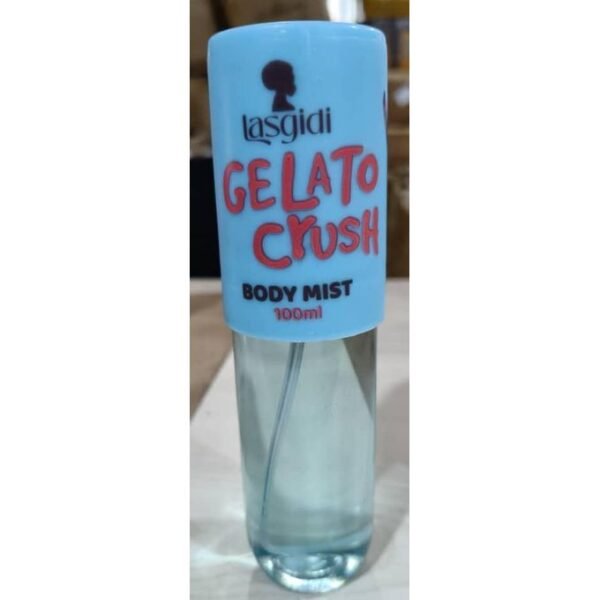 Lasgidi
GELATO
CrUSH
BODY MIST
100ml